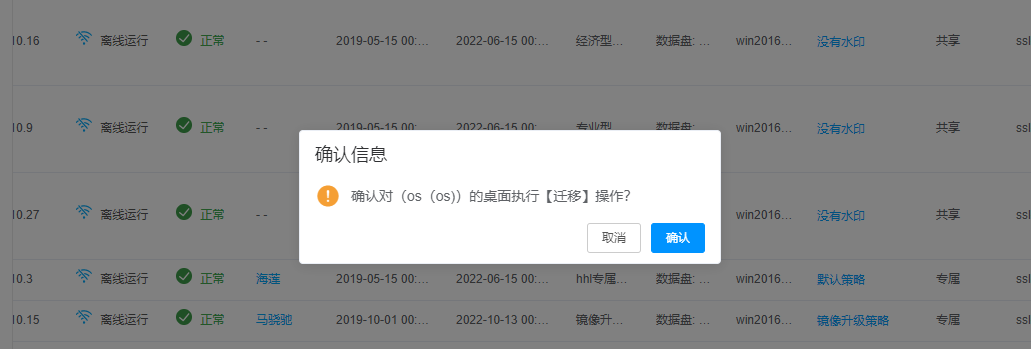 10.16 离线运行 正常 - - 2019-05-15 00:... 2022-06-15 00:... 经济型... 数据盘: ... win2016... 没有水印 共享 ssl
10.9 离线运行 正常 - - 2019-05-15 00:... 2022-06-15 00:... 专业型... 数据盘: ... win2016... 没有水印 共享 ssl
确认信息
确认对（os（os)）的桌面执行【迁移】操作?
取消 确认
10.27 离线运行 正常 - - win2016... 没有水印 共享 ssl
10.3 离线运行 正常 海莲 2019-05-15 00:... 2022-06-15 00:... hhl专属... 数据盘: ... win2016... 默认策略 专属 ssl
10.15 离线运行 正常 马骁驰 2019-10-01 00:... 2022-10-13 00:... 镜像升... 数据盘: ... win2016... 镜像升级策略 专属 ssl